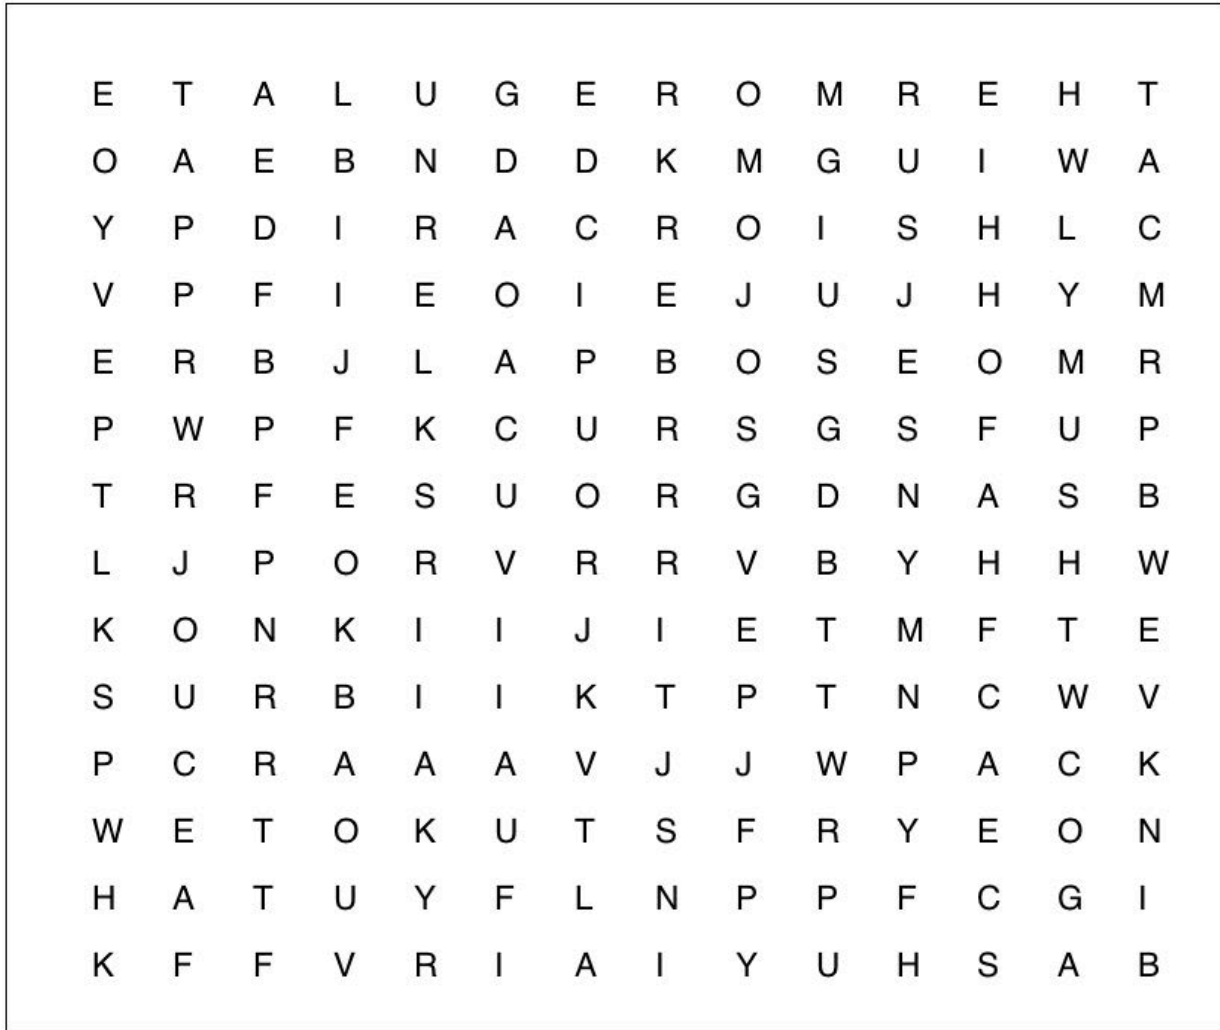 E T A L U G E R O M R E H T
O A E B N D D K M G U I W A
Y P D I R A C R O I S H L C
V P F I E O I E J U J H Y M
E R B J L A P B O S E O M R
P W P F K C U R S G S F U P
T R F E S U O R G D N A S B
L J P O R V R R V B Y H H W
K O N K I I J I E T M F T E
S U R B I I K T P T N C W V
P C R A A A V J J W P A C K
W E T O K U T S F R Y E O N
H A T U Y F L N P P F C G I
K F F V R I A I Y U H S A B